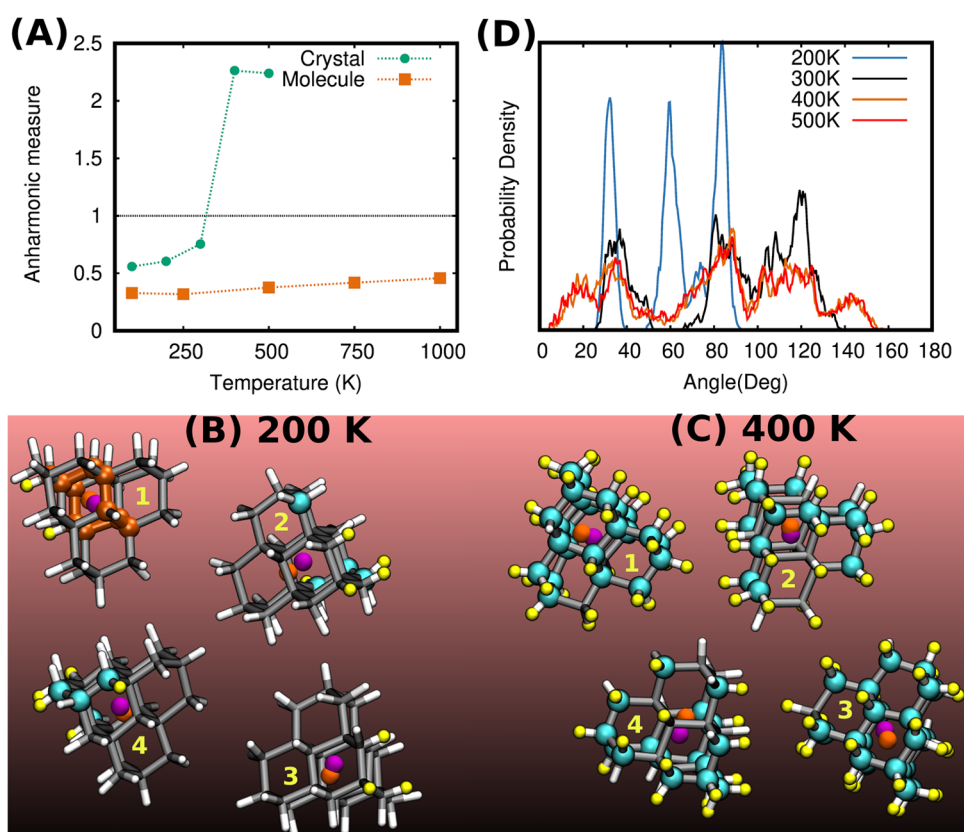 (A)
2.5
2
1.5
1
0.5
0
Anharmonic measure
Crystal
Molecule
250
500
750
1000
Temperature (K)
(D)
Probability Density
200K
300K
400K
500K
0 20 40 60 80 100 120 140 160 180
Angle(Deg)
(B) 200 K
1
2
4
3
(C) 400 K
1
2
4
3